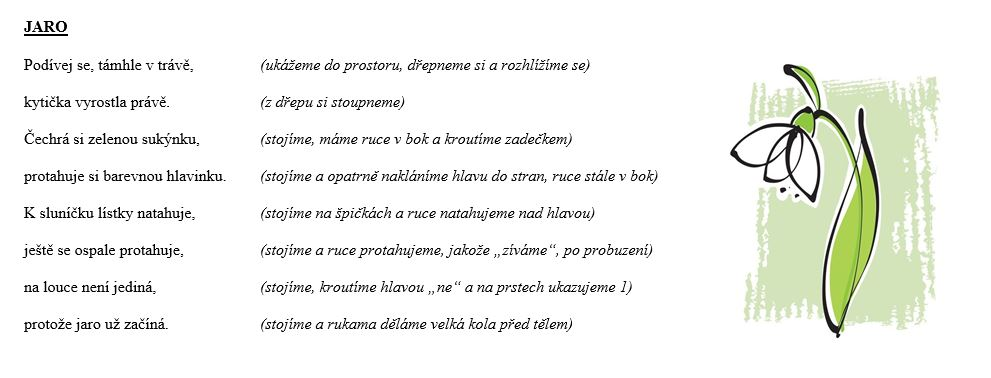 JARO
Podívej se, támhle v trávě, (ukážeme do prostoru, dřepneme si a rozhlížíme se)
kytička vyrostla právě. (z dřepu si stoupneme)
Čechrá si zelenou sukýnku, (stojíme, máme ruce v bok a kroutíme zadečkem)
protahuje si barevnou hlavinku. (stojíme a opatrně nakláníme hlavu do stran, ruce stále v bok)
K sluníčku lístky natahuje, (stojíme na špičkách a ruce natahujeme nad hlavou)
ještě se ospale protahuje, (stojíme a ruce protahujeme, jakože „zíváme“, po probuzení)
na louce není jediná, (stojíme, kroutíme hlavou „ne“ a na prstech ukazujeme 1)
protože jaro už začíná. (stojíme a rukama děláme velká kola před tělem)